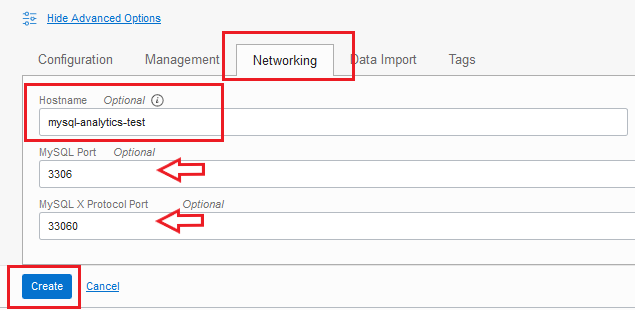 Hide Advanced Options
Configuration Management Networking Data Import Tags
Hostname Optional
mysql-analytics-test
MySQL Port Optional
3306
MySQL X Protocol Port Optional
33060
Create Cancel